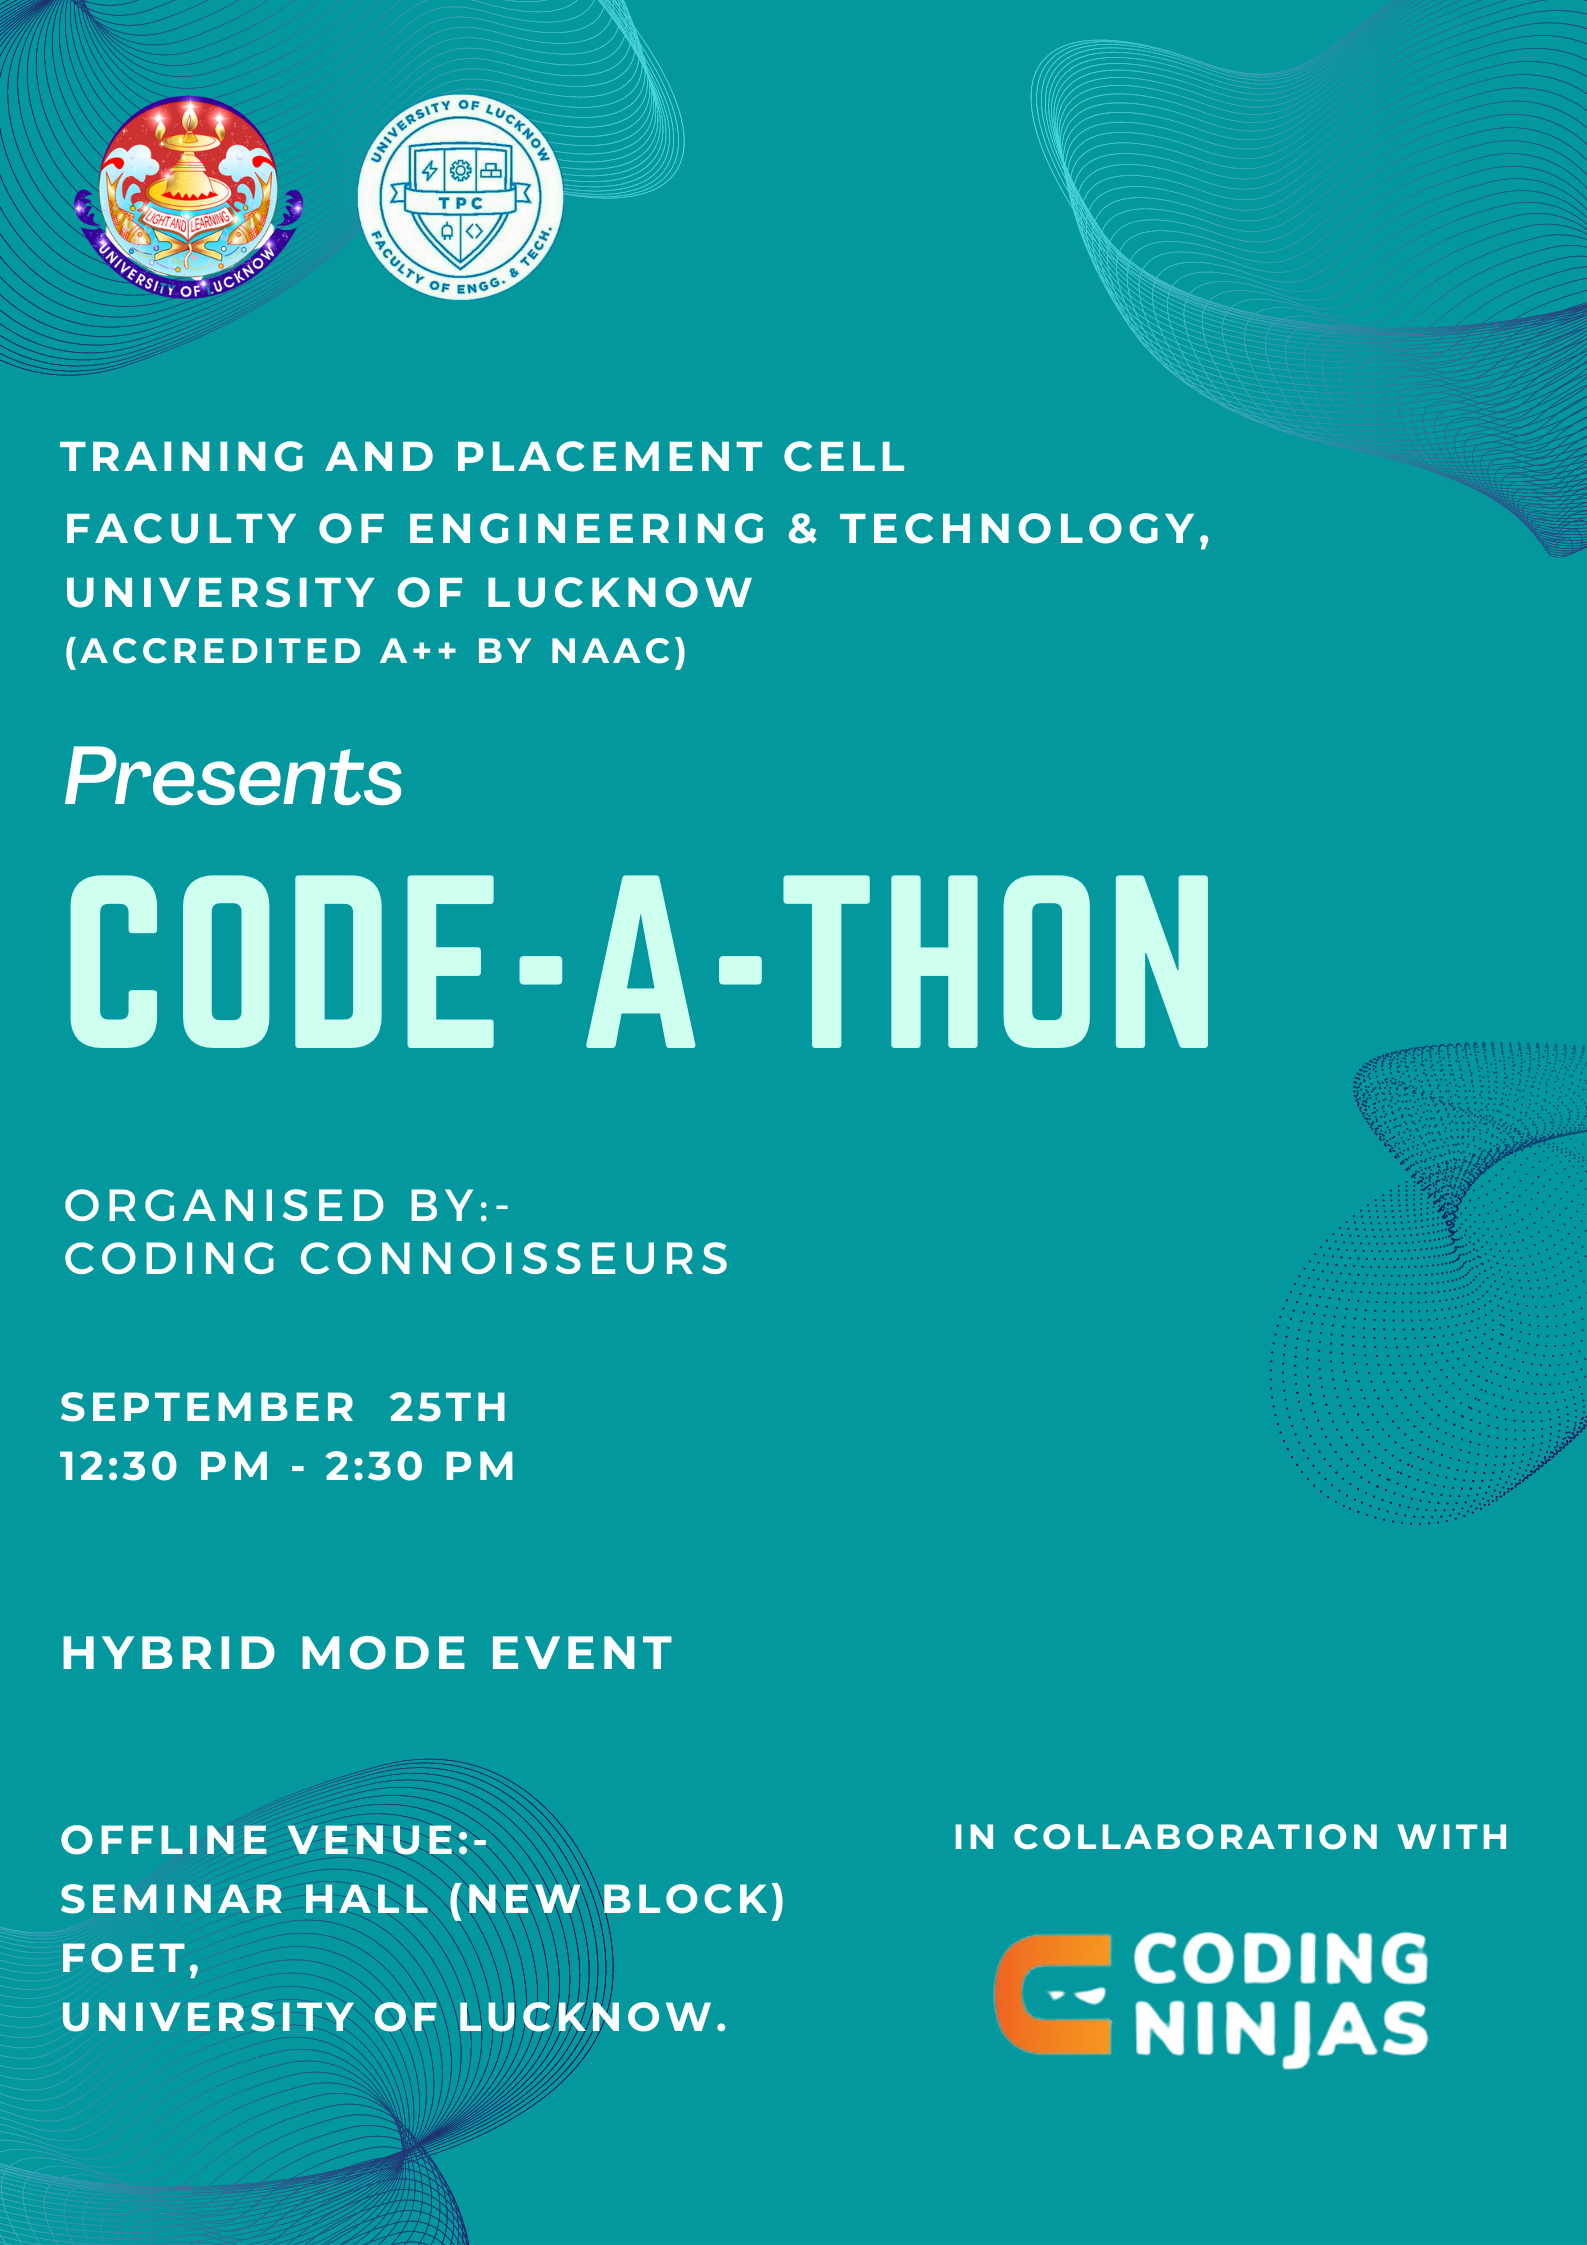 LIGHT AND LEARNING
UNIVERSITY OF LUCKNOW
UNIVERSITY OF LUCKNOW
TPC
FACULTY OF ENGG. & TECH.
TRAINING AND PLACEMENT CELL
FACULTY OF ENGINEERING & TECHNOLOGY,
UNIVERSITY OF LUCKNOW
(ACCREDITED A++ BY NAAC)
Presents
CODE-A-THON
ORGANISED BY:-
CODING CONNOISSEURS
SEPTEMBER 25TH
12:30 PM - 2:30 PM
HYBRID MODE EVENT
OFFLINE VENUE:-
SEMINAR HALL (NEW BLOCK)
FOET,
UNIVERSITY OF LUCKNOW.
IN COLLABORATION WITH
CODING
NINJAS